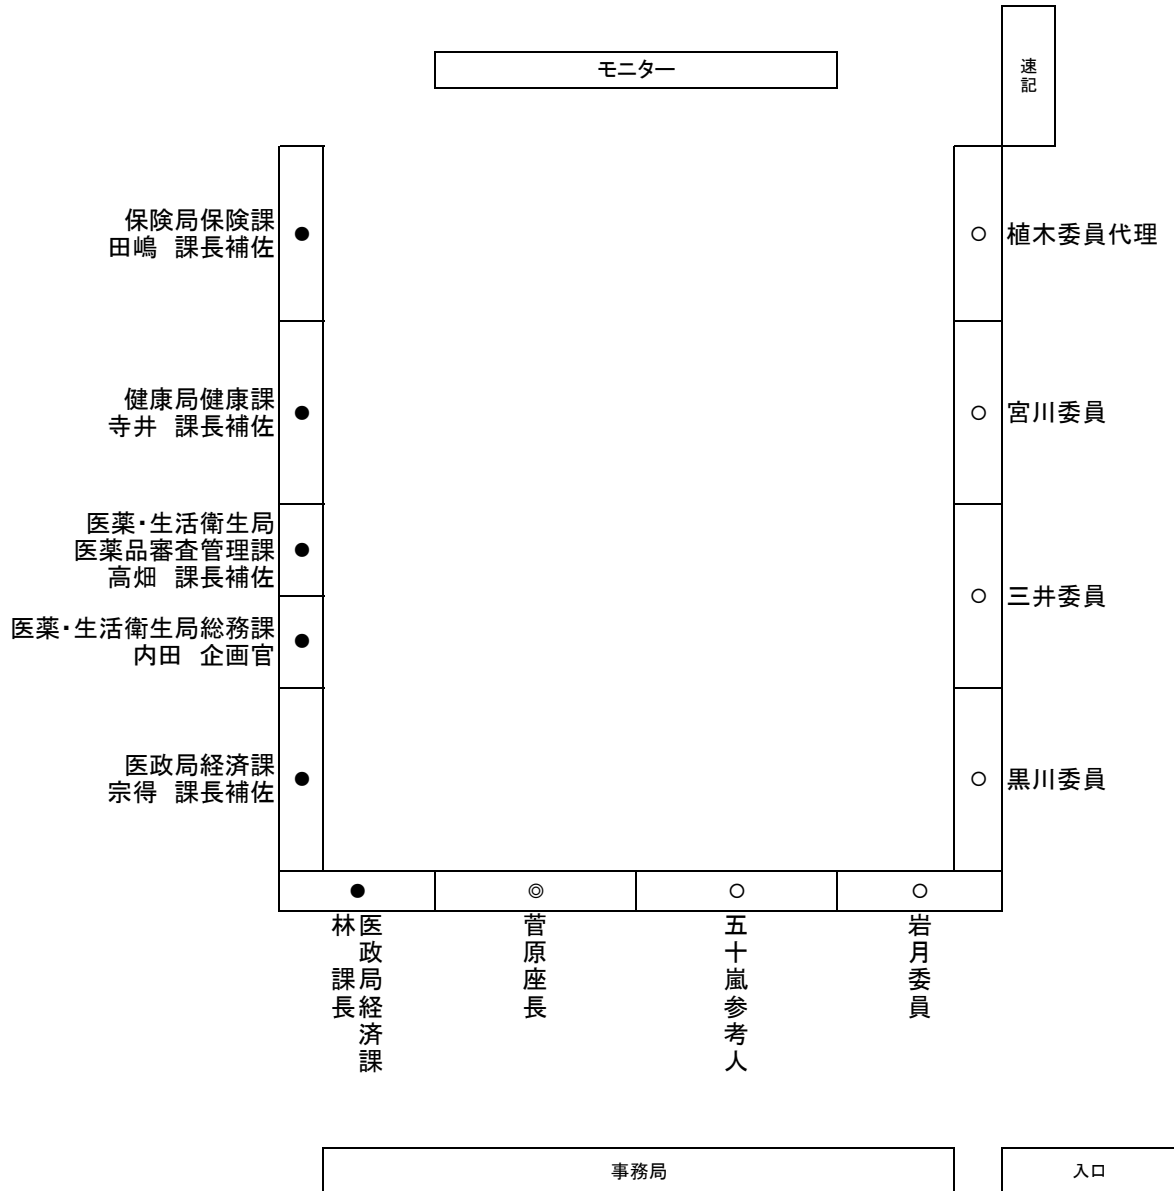 モニター
速記
保険局保険課
田嶋　課長補佐
植木委員代理
健康局健康課
寺井　課長補佐
宮川委員
医薬・生活衛生局
医薬品審査管理課
高畑　課長補佐
三井委員
医薬・生活衛生局総務課
内田　企画官
医政局経済課
宗得　課長補佐
黒川委員
医政局経済課
林　課長
菅原座長
五十嵐参考人
岩月委員
事務局
入口